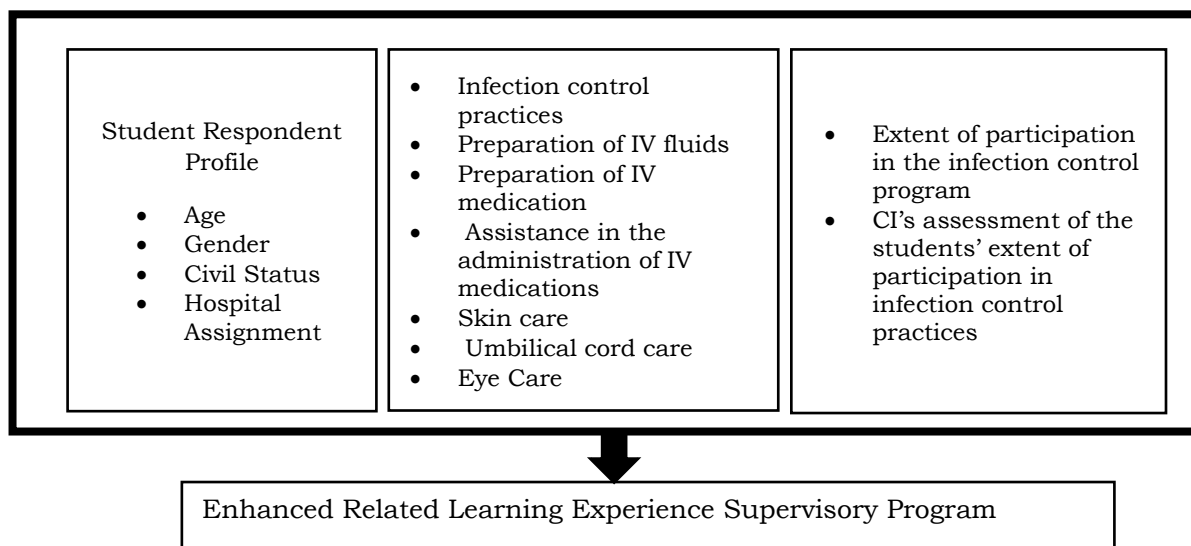 Student Respondent
Profile
• Age
• Gender
• Civil Status
• Hospital
Assignment
• Infection control
practices
• Preparation of IV fluids
• Preparation of IV
medication
• Assistance in the
administration of IV
medications
• Skin care
• Umbilical cord care
• Eye Care
• Extent of participation
in the infection control
program
• CI’s assessment of the
students’ extent of
participation in
infection control
practices
Enhanced Related Learning Experience Supervisory Program